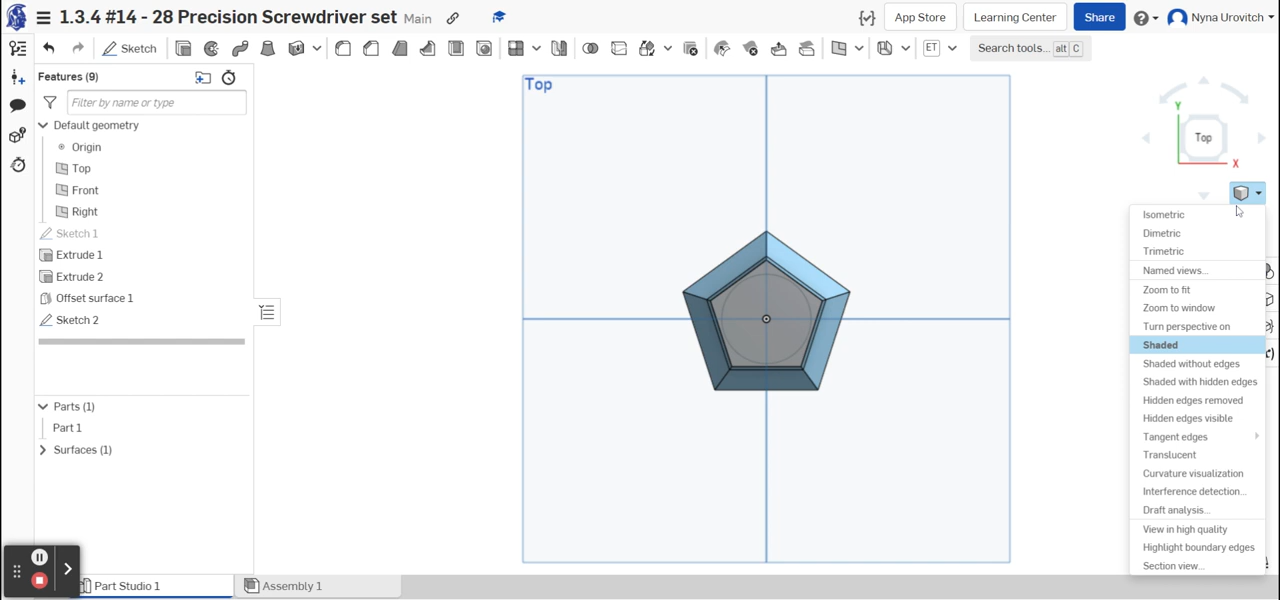 1.3.4 #14 - 28 Precision Screwdriver set Main
App Store
Learning Center
Share
Nyna Urovitch
Sketch
ET
Search tools... alt C
Features (9)
Filter by name or type
Default geometry
Origin
Top
Front
Right
Sketch 1
Extrude 1
Extrude 2
Offset surface 1
Sketch 2
Parts (1)
Part 1
Surfaces (1)
Top
Y
Top
X
Isometric
Dimetric
Trimetric
Named views...
Zoom to fit
Zoom to window
Turn perspective on
Shaded
Shaded without edges
Shaded with hidden edges
Hidden edges removed
Hidden edges visible
Tangent edges
Translucent
Curvature visualization
Interference detection...
Draft analysis...
View in high quality
Highlight boundary edges
Section view...
Part Studio 1
Assembly 1